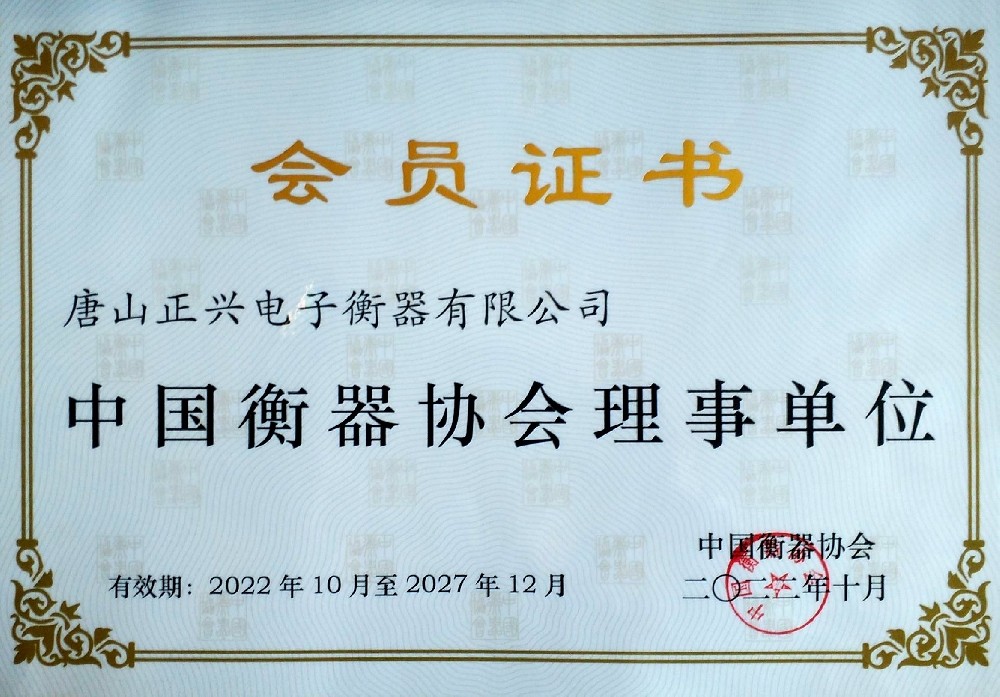 会员证书
唐山正兴电子衡器有限公司
中国衡器协会理事单位
中国衡器协会
有效期：2022年10月至2027年12月
二〇二二年十月